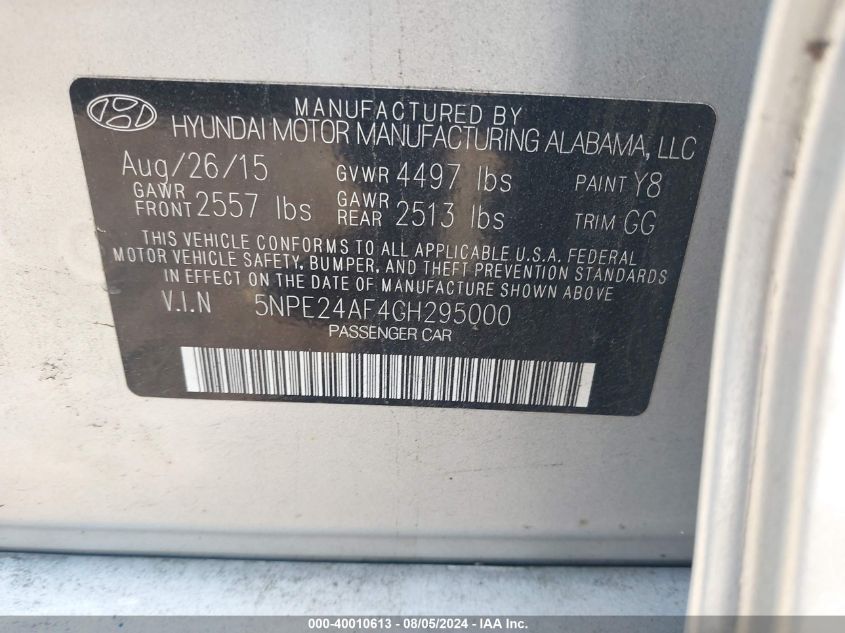 MANUFACTURED BY
HYUNDAI MOTOR MANUFACTURING ALABAMA, LLC
Aug/26/15 GVWR 4497 lbs PAINT Y8
GAWR FRONT 2557 lbs GAWR REAR 2513 lbs TRIM GG
THIS VEHICLE CONFORMS TO ALL APPLICABLE U.S.A. FEDERAL
MOTOR VEHICLE SAFETY, BUMPER, AND THEFT PREVENTION STANDARDS
IN EFFECT ON THE DATE OF MANUFACTURE SHOWN ABOVE
V.I.N 5NPE24AF4GH295000
PASSENGER CAR
000-40010613 - 08/05/2024 - IAA Inc.